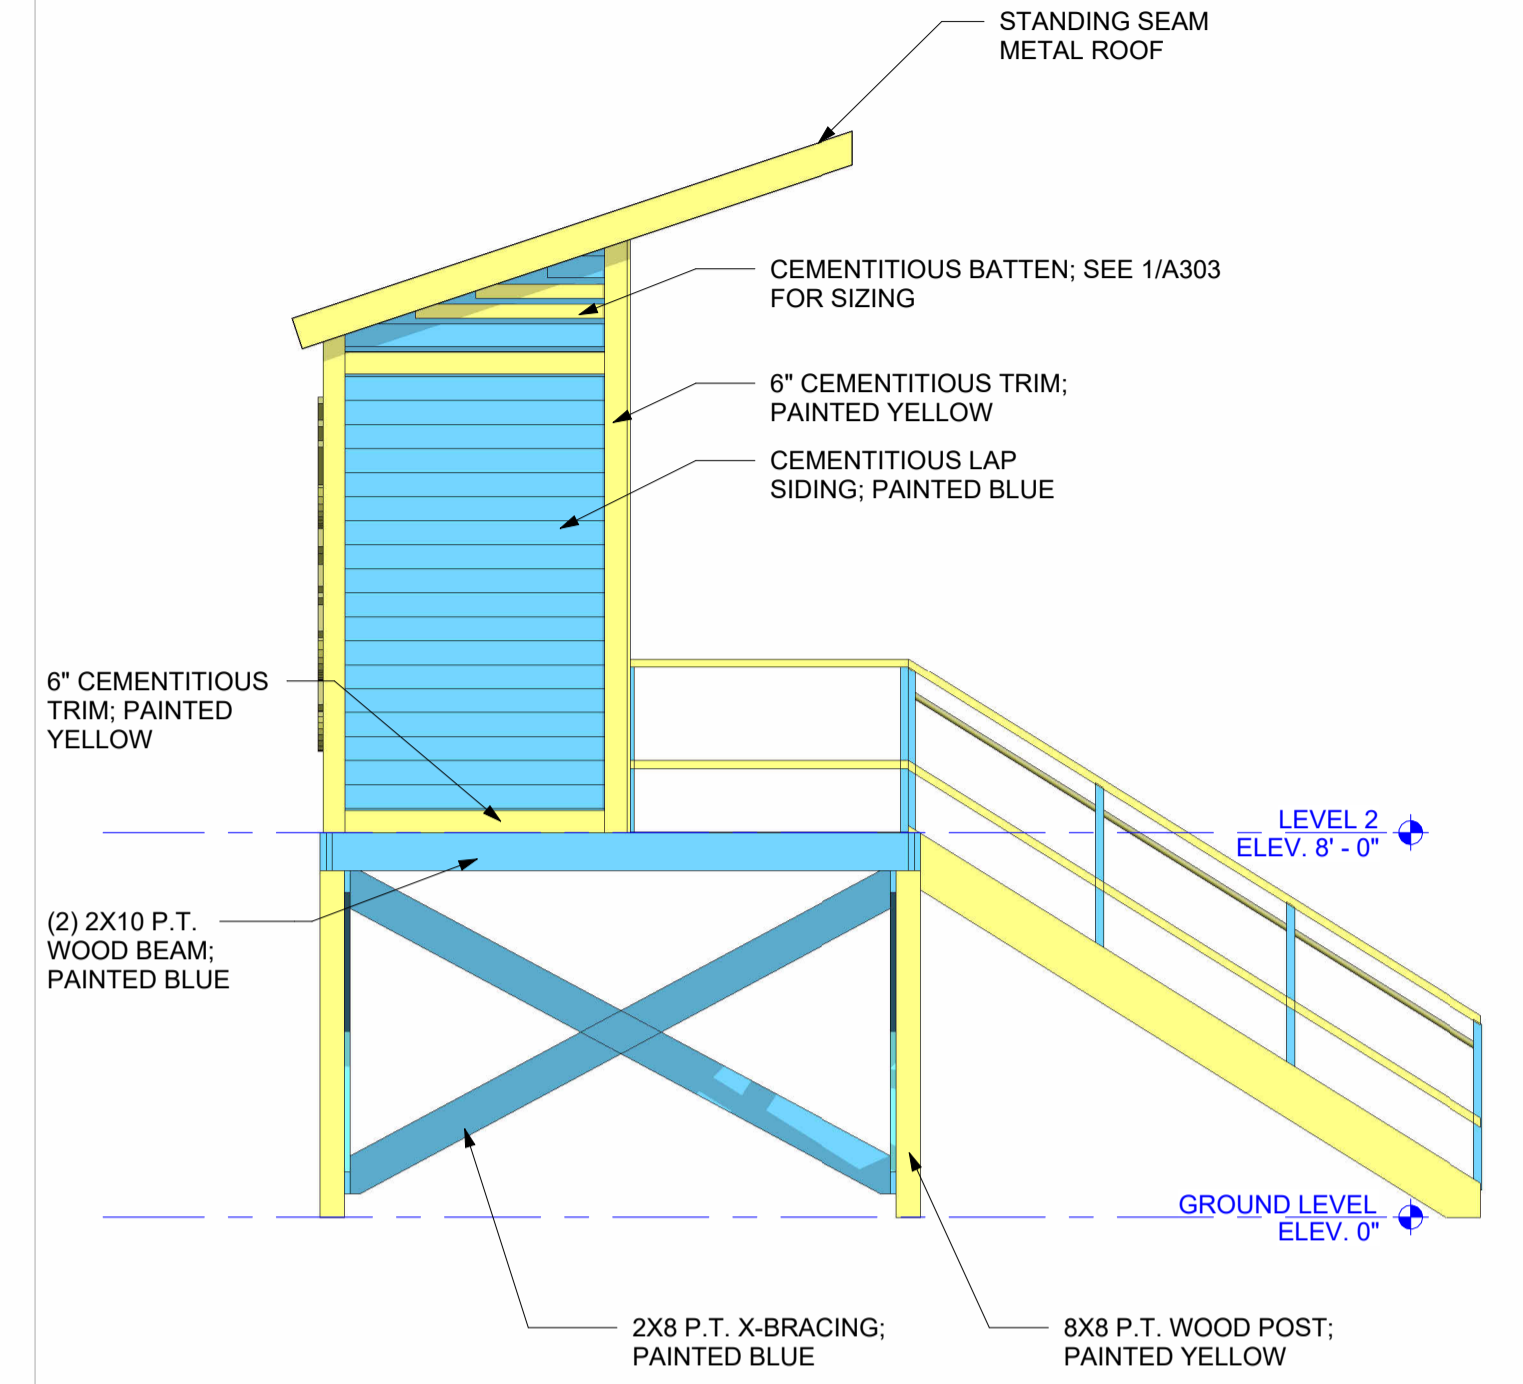 STANDING SEAM
METAL ROOF
CEMENTITIOUS BATTEN; SEE 1/A303
FOR SIZING
6" CEMENTITIOUS TRIM;
PAINTED YELLOW
CEMENTITIOUS LAP
SIDING; PAINTED BLUE
6" CEMENTITIOUS
TRIM; PAINTED
YELLOW
LEVEL 2
ELEV. 8' - 0"
(2) 2X10 P.T.
WOOD BEAM;
PAINTED BLUE
GROUND LEVEL
ELEV. 0"
2X8 P.T. X-BRACING;
PAINTED BLUE
8X8 P.T. WOOD POST;
PAINTED YELLOW